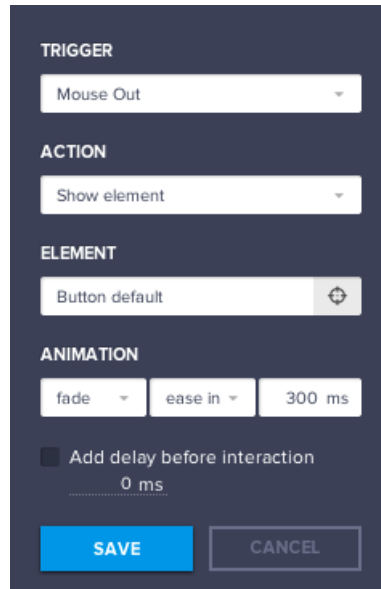 TRIGGER
Mouse Out
ACTION
Show element
ELEMENT
Button default
ANIMATION
fade ease in 300 ms
Add delay before interaction
0 ms
SAVE CANCEL